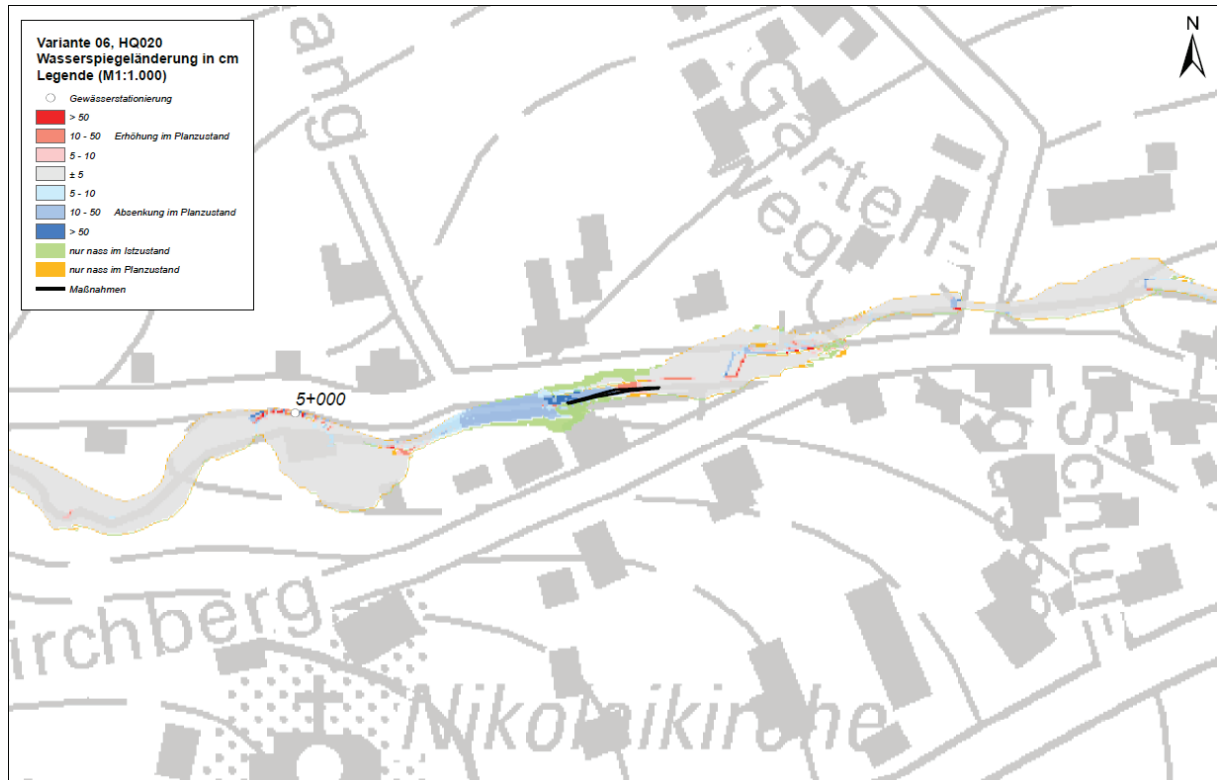 Variante 06, HQ020
Wasserspiegeländerung in cm
Legende (M1:1.000)
Gewässerstationierung
> 50
10 - 50 Erhöhung im Planzustand
5 - 10
± 5
5 - 10
10 - 50 Absenkung im Planzustand
> 50
nur nass im Istzustand
nur nass im Planzustand
Maßnahmen
N
ang
Garten-
weg
5+000
Schul-
irchberg
Nikolaikirche